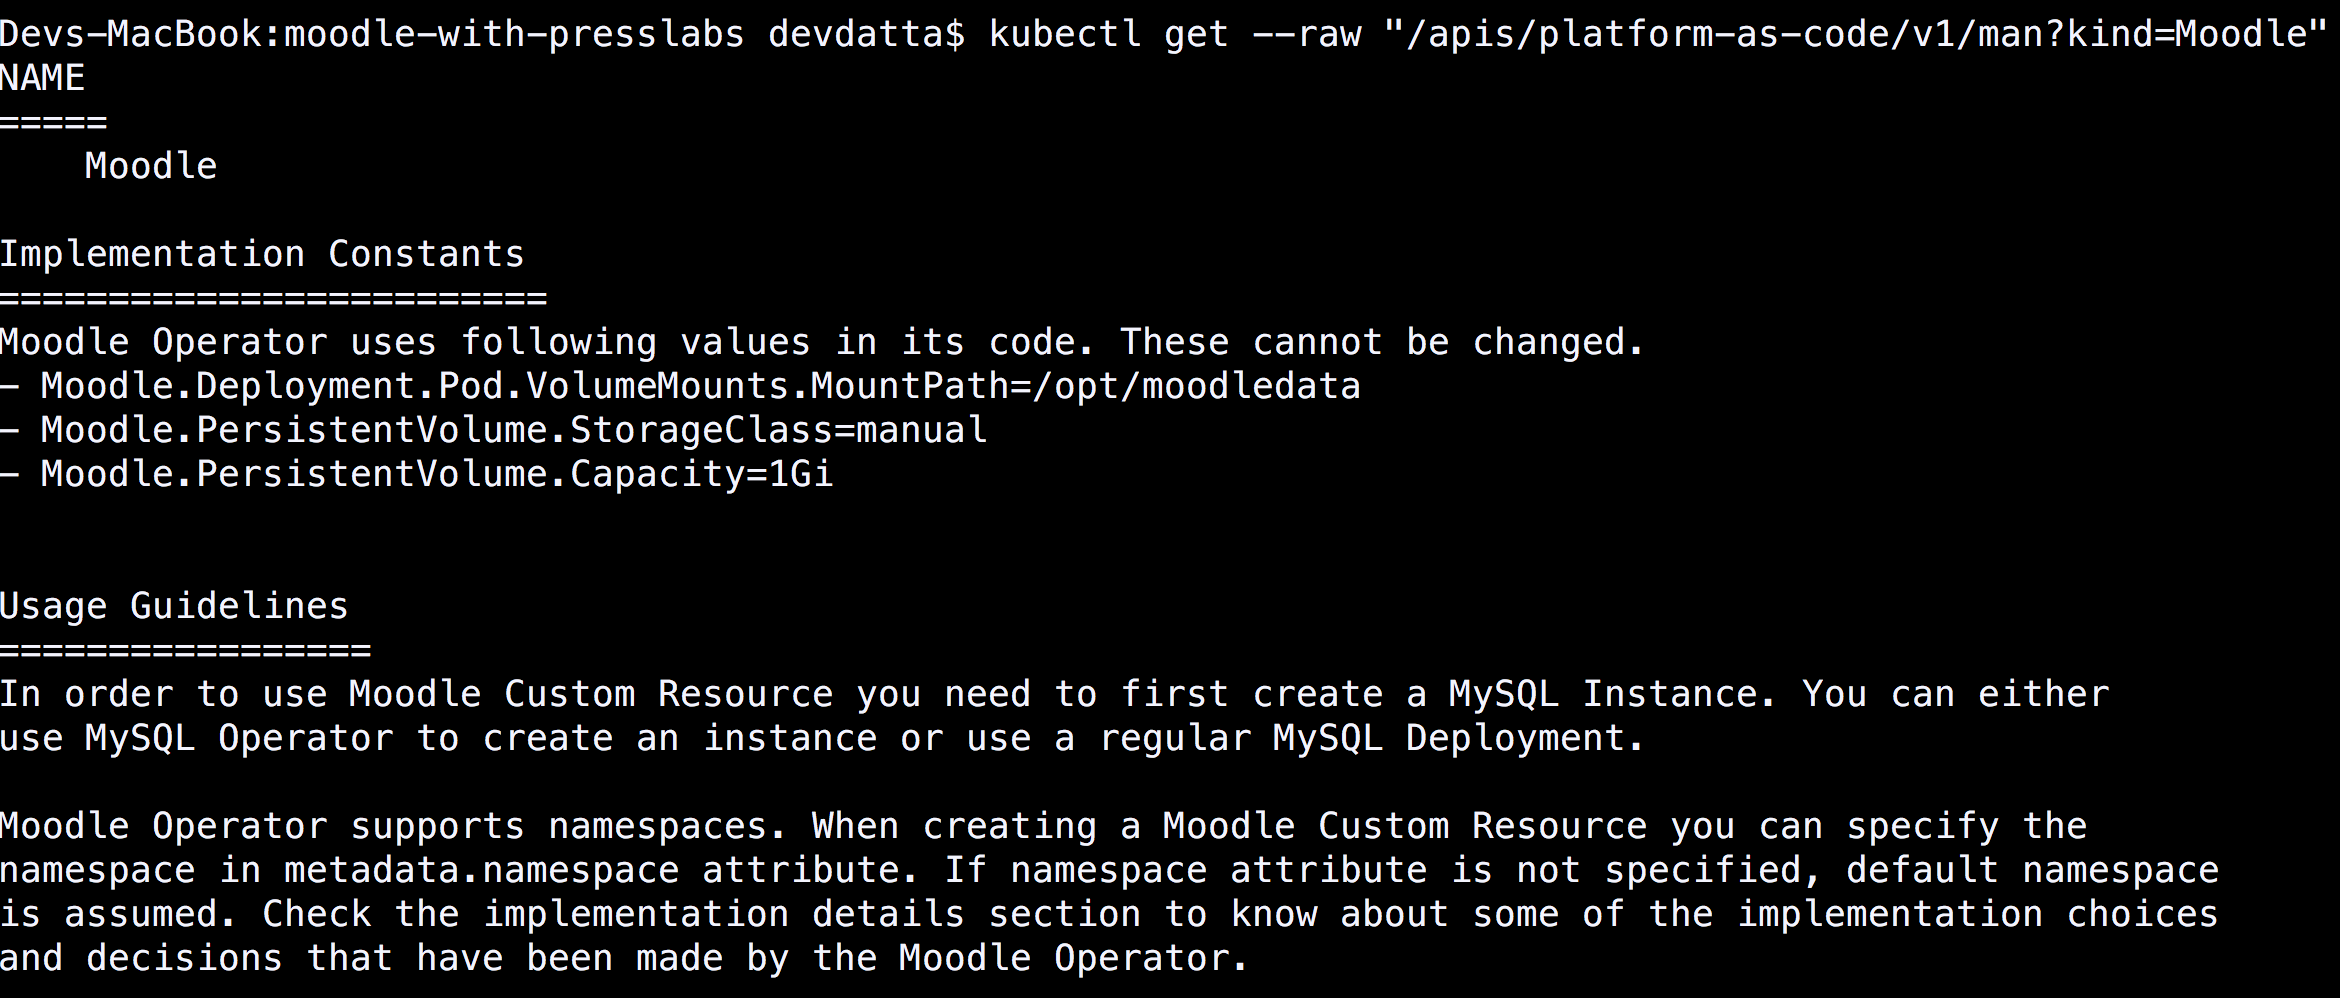 Devs-MacBook:moodle-with-presslabs devdatta$ kubectl get --raw "/apis/platform-as-code/v1/man?kind=Moodle"
NAME
=====
    Moodle

Implementation Constants
=========================
Moodle Operator uses following values in its code. These cannot be changed.
- Moodle.Deployment.Pod.VolumeMounts.MountPath=/opt/moodledata
- Moodle.PersistentVolume.StorageClass=manual
- Moodle.PersistentVolume.Capacity=1Gi

Usage Guidelines
=================
In order to use Moodle Custom Resource you need to first create a MySQL Instance. You can either
use MySQL Operator to create an instance or use a regular MySQL Deployment.

Moodle Operator supports namespaces. When creating a Moodle Custom Resource you can specify the
namespace in metadata.namespace attribute. If namespace attribute is not specified, default namespace
is assumed. Check the implementation details section to know about some of the implementation choices
and decisions that have been made by the Moodle Operator.